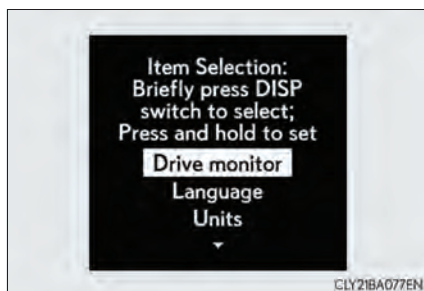 Item Selection:
Briefly press DISP
switch to select;
Press and hold to set
Drive monitor
Language
Units
CLY21BA077EN